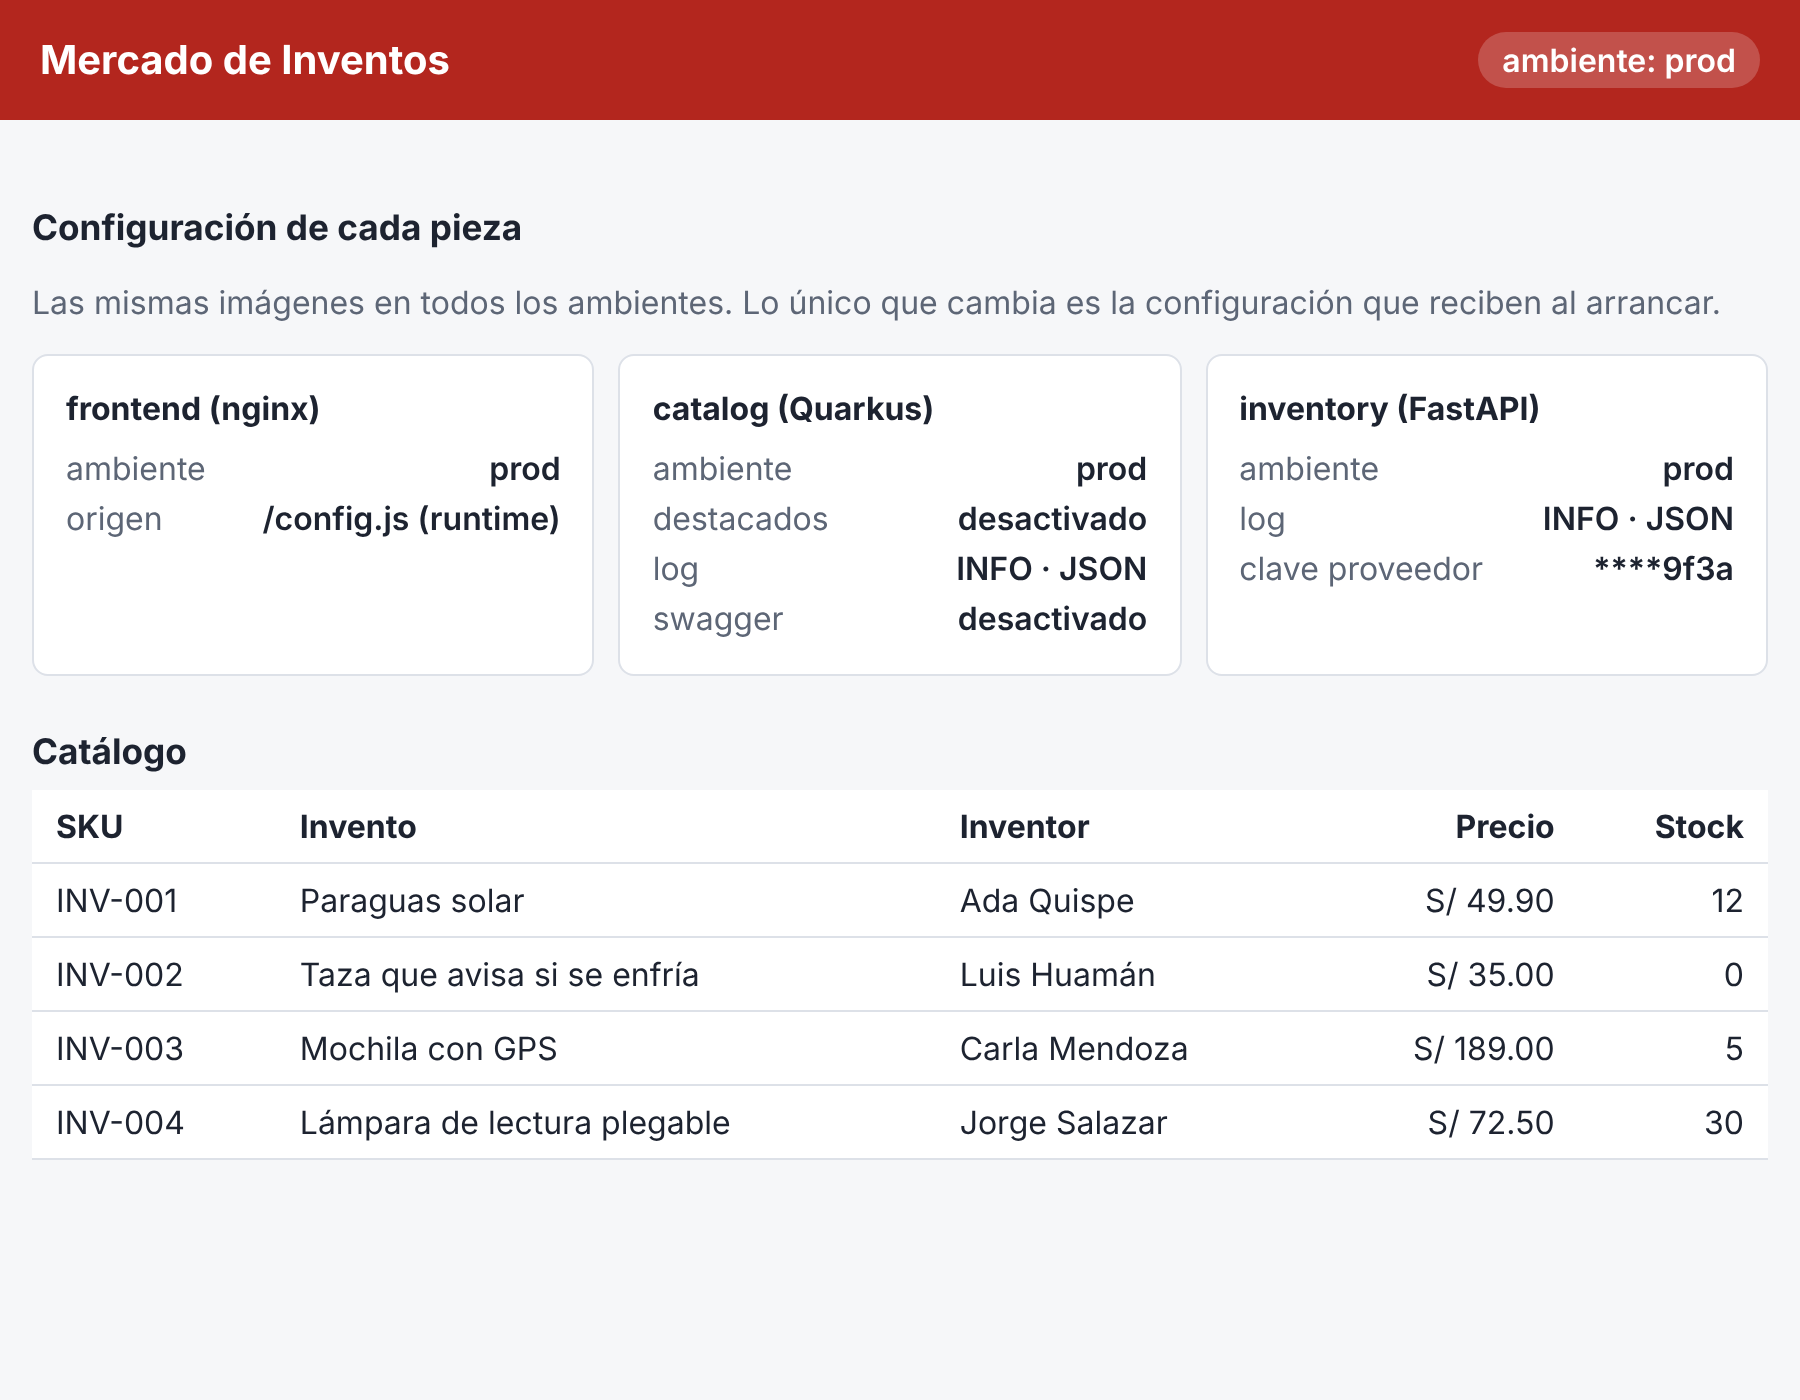 Mercado de Inventos
ambiente: prod
Configuración de cada pieza
Las mismas imágenes en todos los ambientes. Lo único que cambia es la configuración que reciben al arrancar.
frontend (nginx)
ambiente prod
origen /config.js (runtime)
catalog (Quarkus)
ambiente prod
destacados desactivado
log INFO · JSON
swagger desactivado
inventory (FastAPI)
ambiente prod
log INFO · JSON
clave proveedor ****9f3a
Catálogo
SKU Invento Inventor Precio Stock
INV-001 Paraguas solar Ada Quispe S/ 49.90 12
INV-002 Taza que avisa si se enfría Luis Huamán S/ 35.00 0
INV-003 Mochila con GPS Carla Mendoza S/ 189.00 5
INV-004 Lámpara de lectura plegable Jorge Salazar S/ 72.50 30